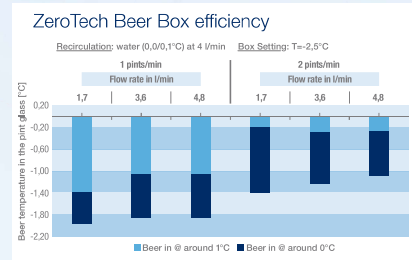 ZeroTech Beer Box efficiency
Recirculation: water (0,0/0,1°C) at 4 l/min Box Setting: T=-2,5°C
1 pints/min 2 pints/min
Flow rate in l/min Flow rate in l/min
1,7 3,6 4,8 1,7 3,6 4,8
Beer temperature in the pint glass [°C]
0,20
-0,20
-0,60
-1,00
-1,40
-1,80
-2,20
Beer in @ around 1°C Beer in @ around 0°C